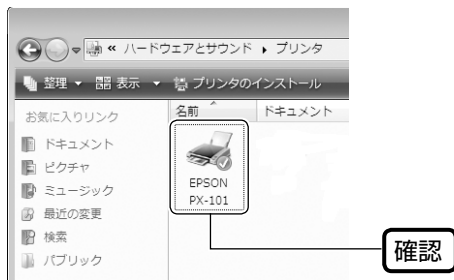 « ハードウェアとサウンド ▸ プリンタ
整理 表示 プリンタのインストール
お気に入りリンク
名前 ドキュメント
ドキュメント
ピクチャ
ミュージック
最近の変更
検索
パブリック
EPSON
PX-101
確認